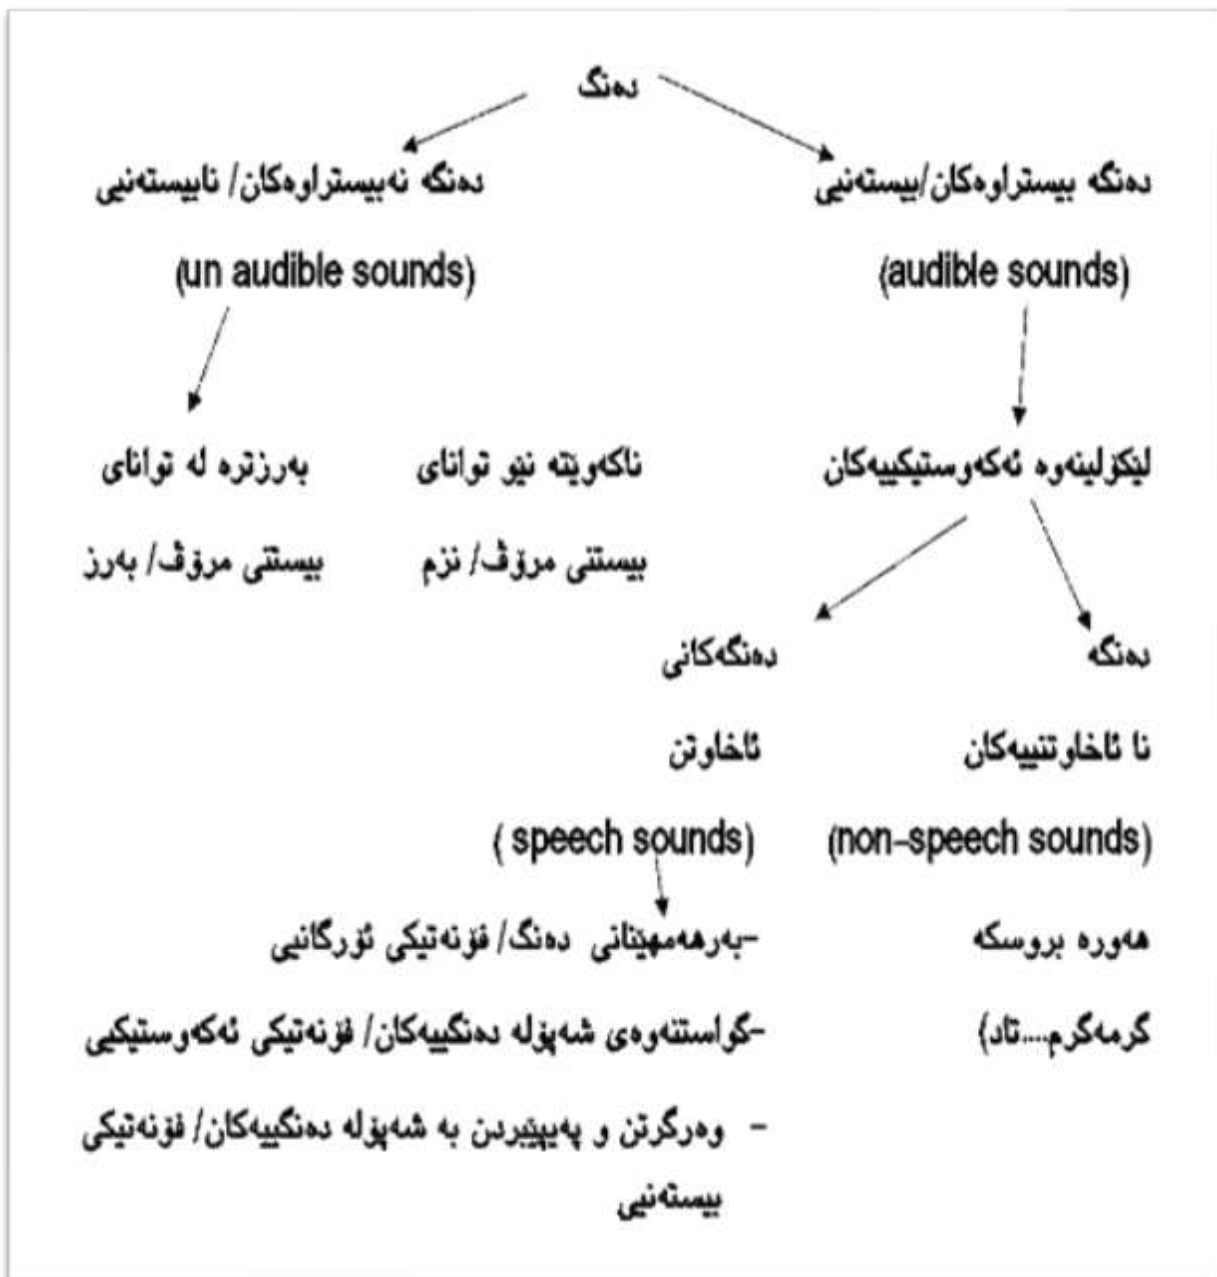 دەنگ
دەنگە بیستراوەکان/بیستەنیی
دەنگە نەبیستراوەکان/ نابیستەنیی
(audible sounds)
(un audible sounds)
لێکۆلینەوە ئەکەوستیکییەکان
ناکەوێتە نێو توانای
بەرزترە لە توانای
بیستنی مرۆڤ/ نزم
بیستنی مرۆڤ/ بەرز
دەنگە
دەنگەکانی
نا ئاخاوتنییەکان
ئاخاوتن
(non-speech sounds)
( speech sounds)
هەورە بروسکە
-بەرهەمهێنانی دەنگ/ فۆنەتیکی ئۆرگانیی
گرمەگرم....تاد)
-گواستنەوەی شەپۆلە دەنگییەکان/ فۆنەتیکی ئەکەوستیکیی
- وەرگرتن و پەیپێبردن بە شەپۆلە دەنگییەکان/ فۆنەتیکی
بیستەنیی